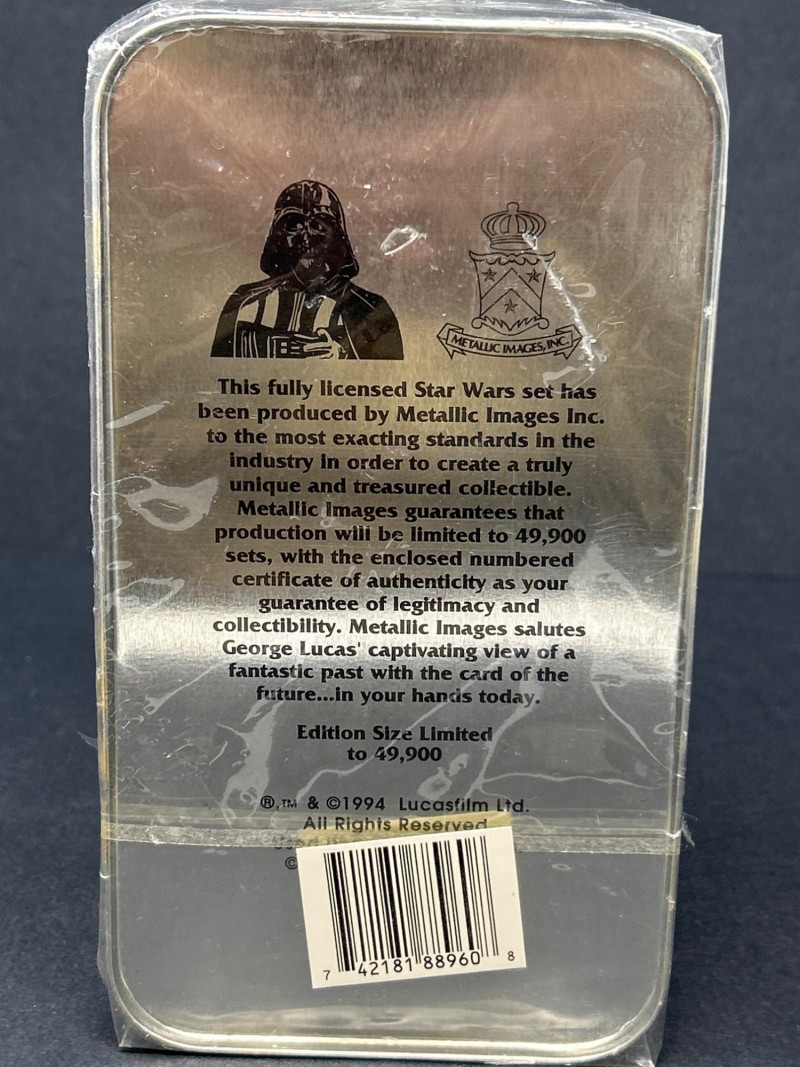 METALLIC IMAGES, INC.
This fully licensed Star Wars set has
been produced by Metallic Images Inc.
to the most exacting standards in the
industry in order to create a truly
unique and treasured collectible.
Metallic Images guarantees that
production will be limited to 49,900
sets, with the enclosed numbered
certificate of authenticity as your
guarantee of legitimacy and
collectibility. Metallic Images salutes
George Lucas' captivating view of a
fantastic past with the card of the
future...in your hands today.
Edition Size Limited
to 49,900
®,™ & ©1994 Lucasfilm Ltd.
All Rights Reserved
©
7 42181 88960 8